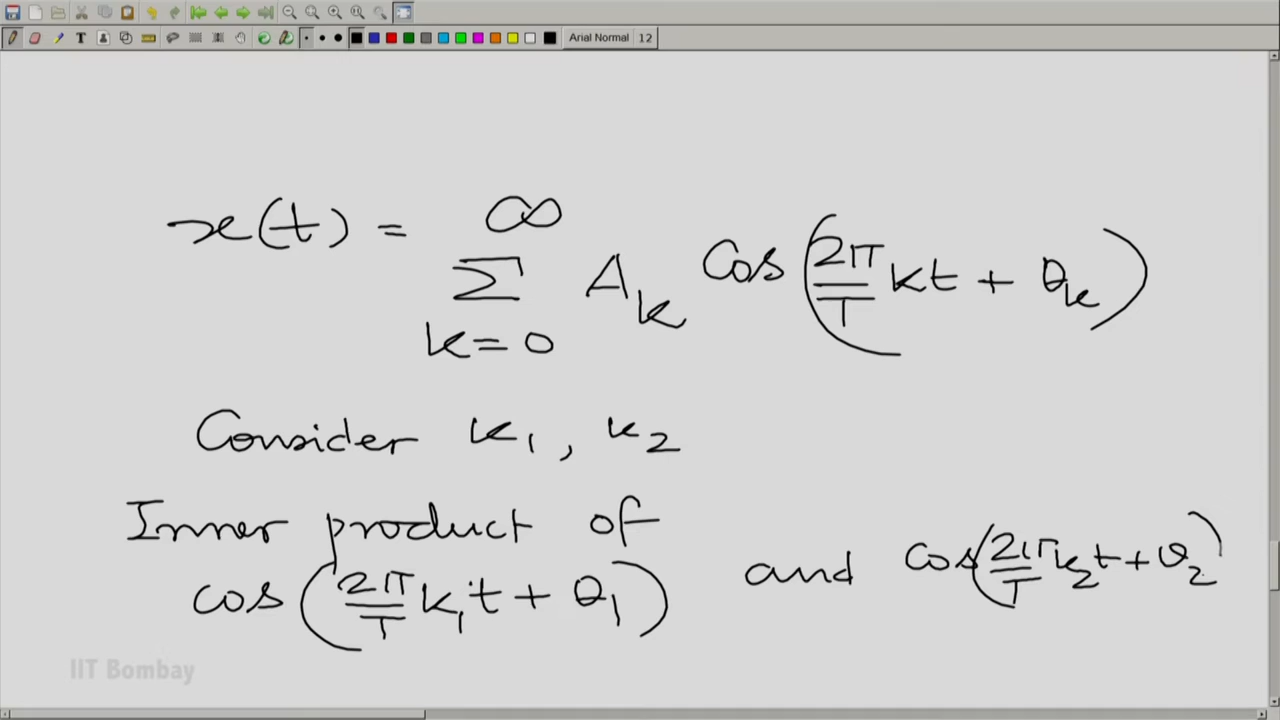 Arial Normal 12
x(t) = ∞ Σ k=0 A_k Cos(2π/T kt + θ_k)
Consider k₁, k₂
Inner product of
cos(2π/T k₁t + θ₁) and cos(2π/T k₂t + θ₂)
IIT Bombay